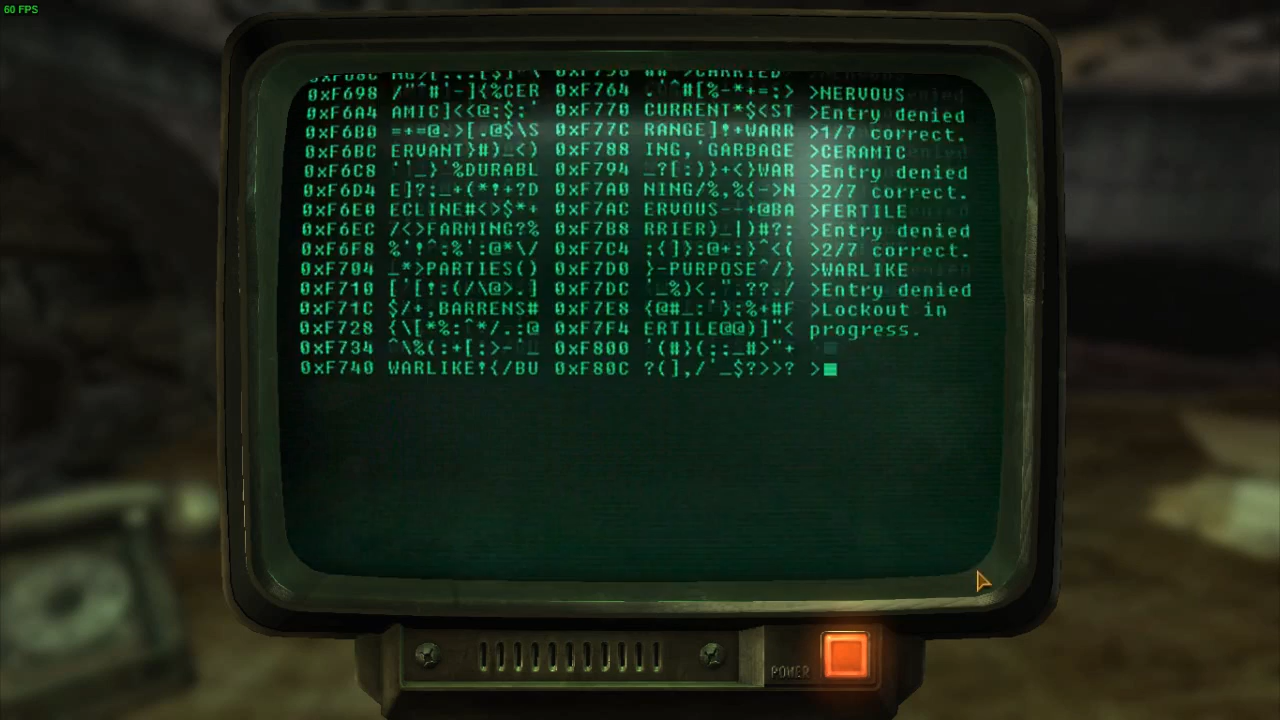 60 FPS
0xF698 /"^#'-]{%CER 0xF764 .'^#[%-*+=:> >NERVOUS
0xF6A4 AMIC]<<@;$:' 0xF770 CURRENT*$<ST >Entry denied
0xF6B0 =+=@.>[.@$\S 0xF77C RANGE]!+WARR >1/7 correct.
0xF6BC ERVANT}#)_<) 0xF788 ING,'GARBAGE >CERAMIC
0xF6C8 '|_}'%DURABL 0xF794 _?[:)}+<}WAR >Entry denied
0xF6D4 E]?:_+(*!+?D 0xF7A0 NING/%,%{->N >2/7 correct.
0xF6E0 ECLINE#<>$*+ 0xF7AC ERVOUS--+@BA >FERTILE
0xF6EC /<>FARMING?% 0xF7B8 RRIER)_|)#?: >Entry denied
0xF6F8 %'!^:%':@*\/ 0xF7C4 ;{]}:@+:}^<( >2/7 correct.
0xF704 _*>PARTIES() 0xF7D0 }-PURPOSE^/} >WARLIKE
0xF710 ['[!:(/\@>.] 0xF7DC '_%)<.".??./ >Entry denied
0xF71C $/+,BARRENS# 0xF7E8 {@#_:'};%+#F >Lockout in
0xF728 {\[*%:^*/.:@ 0xF7F4 ERTILE@@)]"< progress.
0xF734 ^\%(:+[:>-'_ 0xF800 '(#}(;:_#>"+
0xF740 WARLIKE!{/BU 0xF80C ?(],/'_$?>>? >
POWER